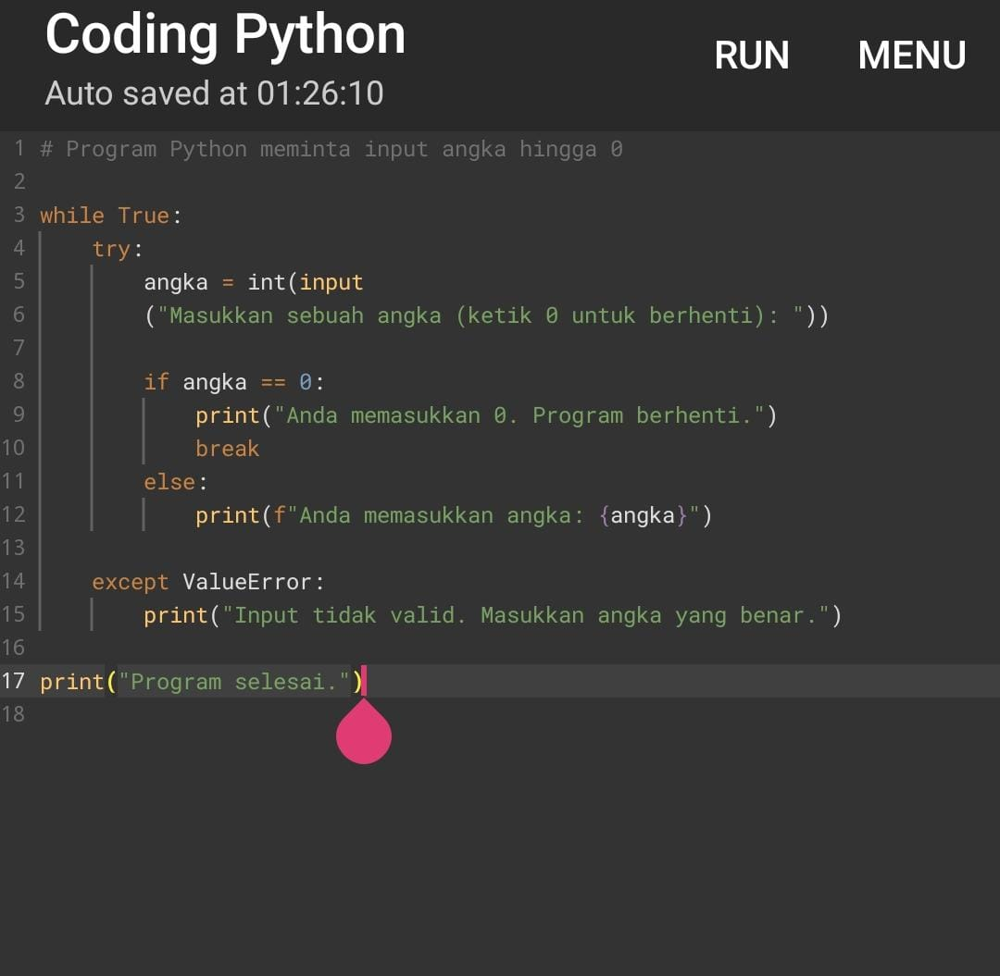 Coding Python
RUN MENU
Auto saved at 01:26:10
1 # Program Python meminta input angka hingga 0
2
3 while True:
4     try:
5         angka = int(input
6         ("Masukkan sebuah angka (ketik 0 untuk berhenti): "))
7
8         if angka == 0:
9             print("Anda memasukkan 0. Program berhenti.")
10             break
11         else:
12             print(f"Anda memasukkan angka: {angka}")
13
14     except ValueError:
15         print("Input tidak valid. Masukkan angka yang benar.")
16
17 print("Program selesai.")
18